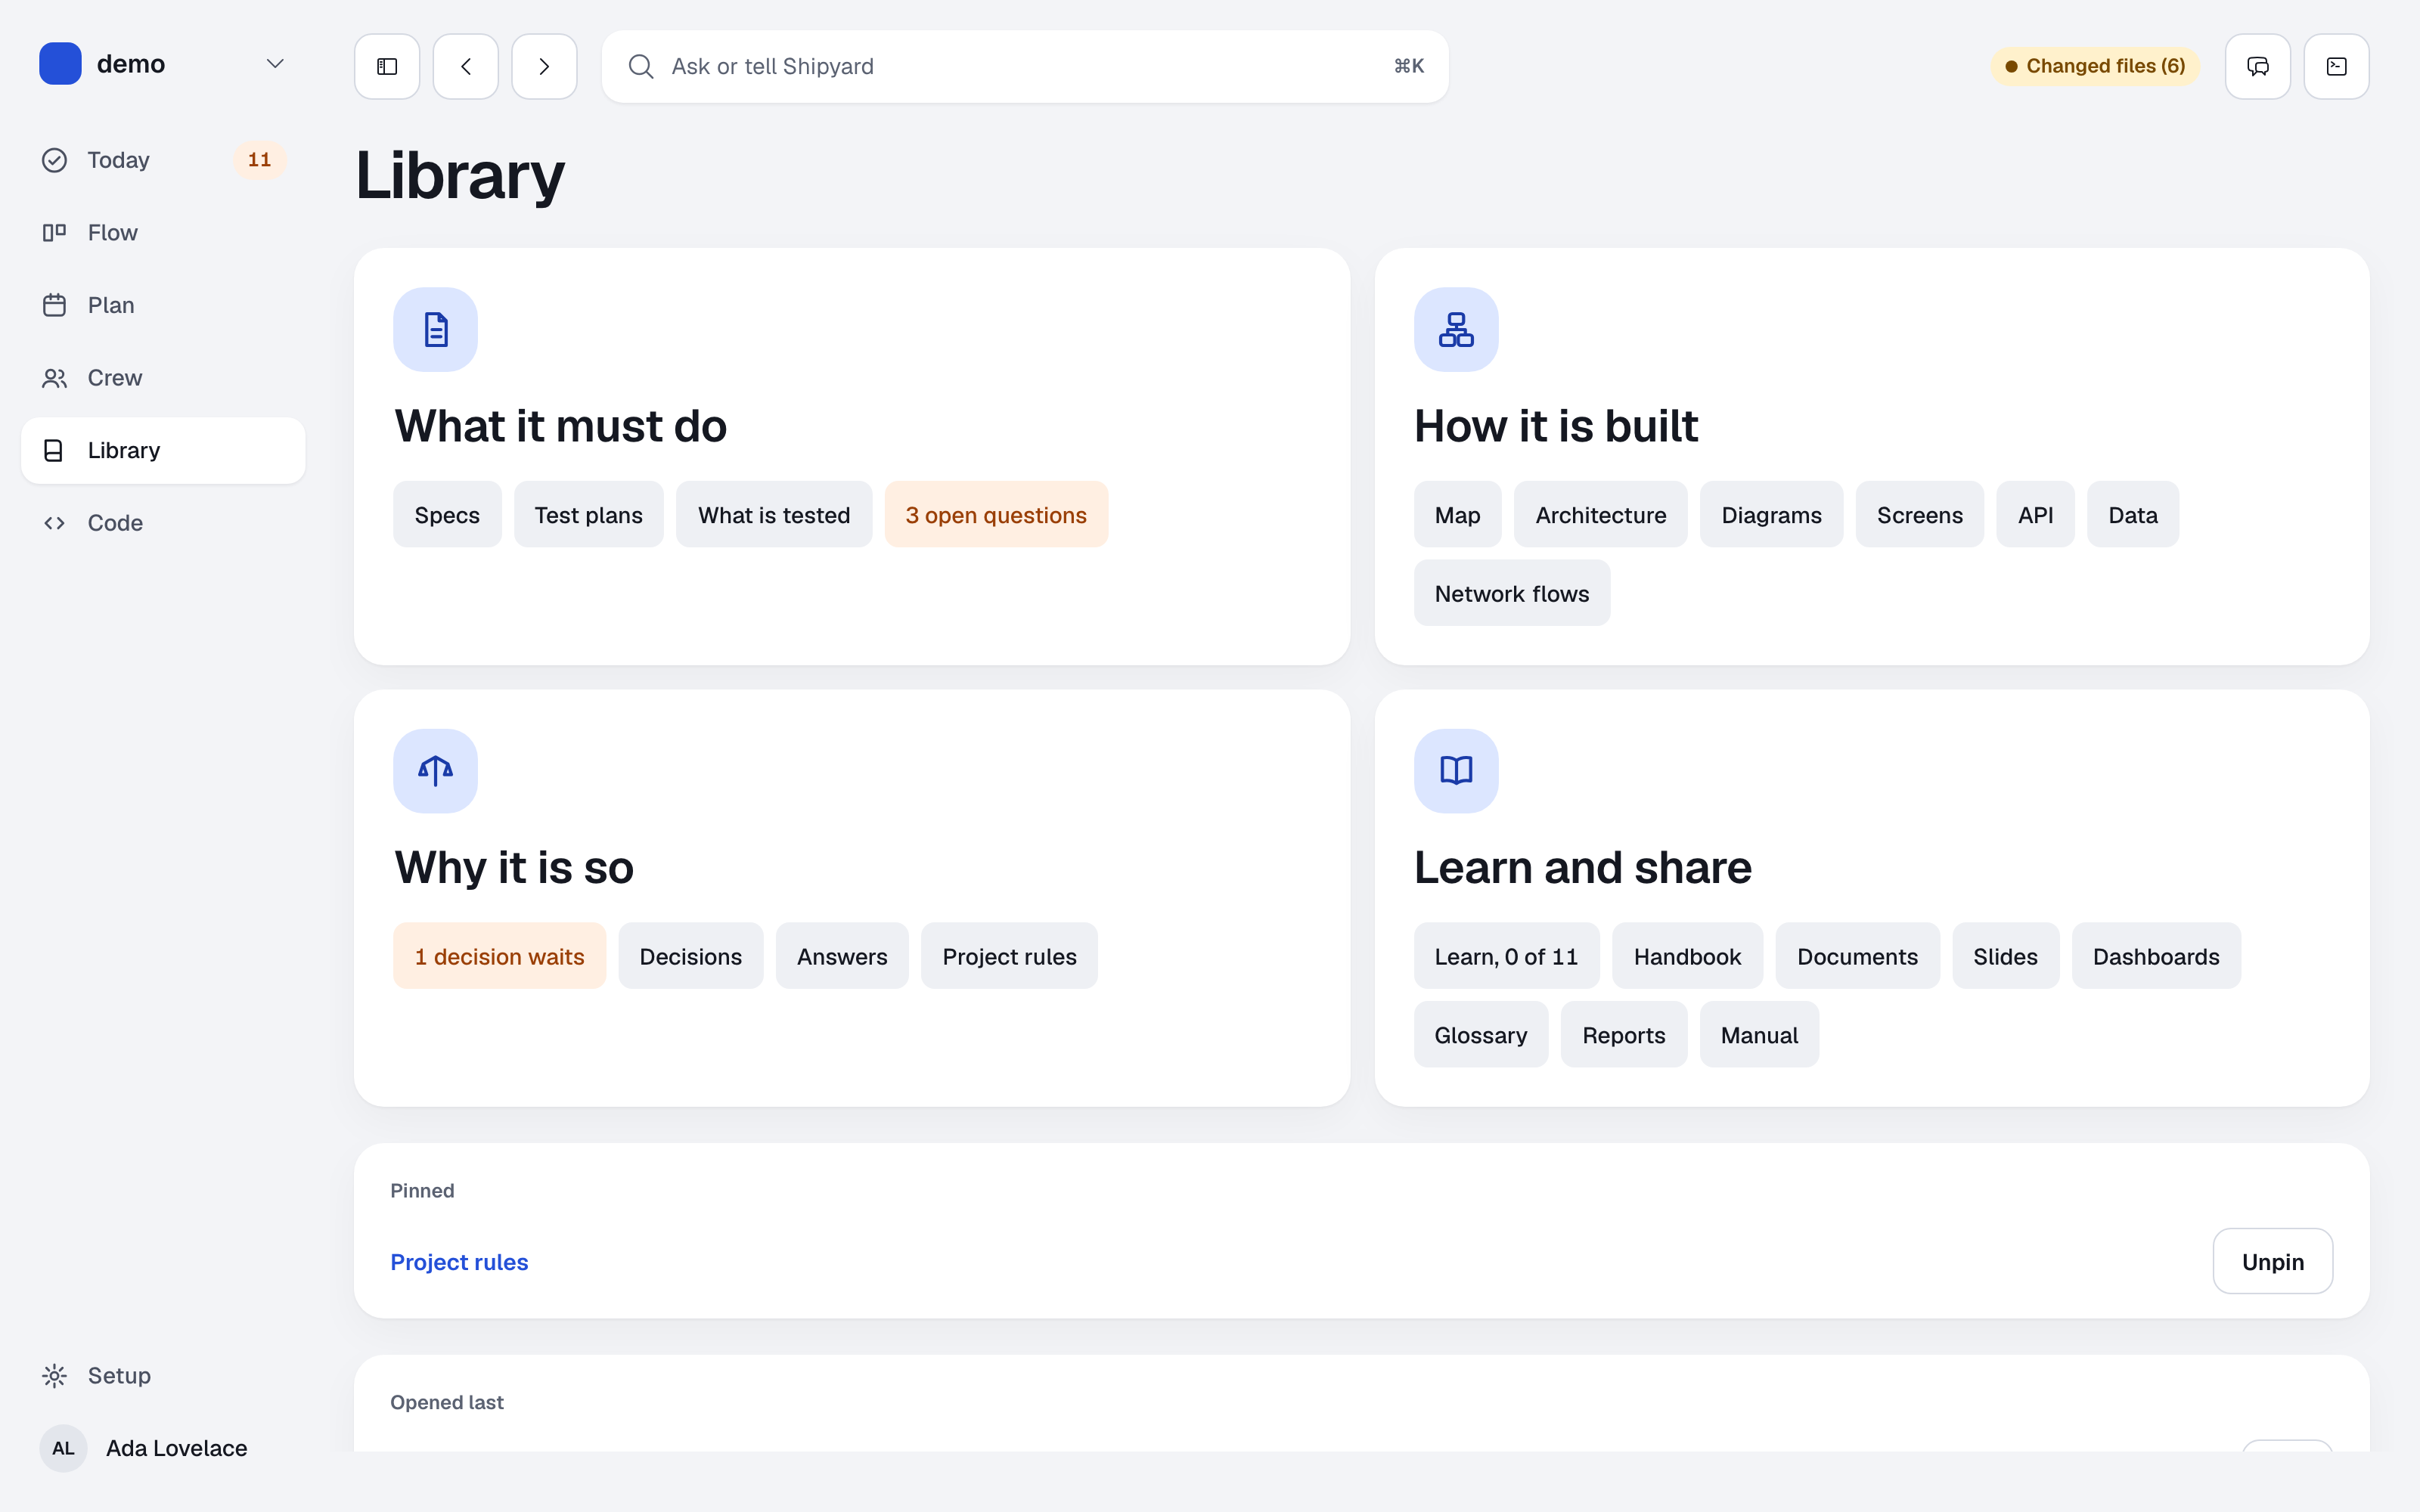 demo
Ask or tell Shipyard
⌘K
Changed files (6)
Today
11
Flow
Plan
Crew
Library
Code
Library
What it must do
Specs
Test plans
What is tested
3 open questions
How it is built
Map
Architecture
Diagrams
Screens
API
Data
Network flows
Why it is so
1 decision waits
Decisions
Answers
Project rules
Learn and share
Learn, 0 of 11
Handbook
Documents
Slides
Dashboards
Glossary
Reports
Manual
Pinned
Project rules
Unpin
Opened last
Setup
AL
Ada Lovelace